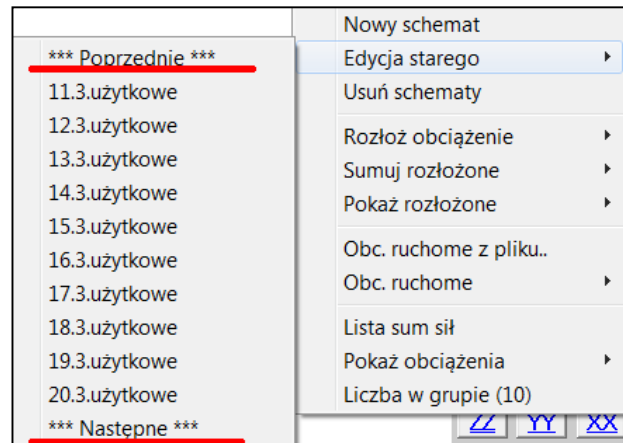 *** Poprzednie ***
11.3.użytkowe
12.3.użytkowe
13.3.użytkowe
14.3.użytkowe
15.3.użytkowe
16.3.użytkowe
17.3.użytkowe
18.3.użytkowe
19.3.użytkowe
20.3.użytkowe
*** Następne ***
Nowy schemat
Edycja starego
Usuń schematy
Rozłoż obciążenie
Sumuj rozłożone
Pokaż rozłożone
Obc. ruchome z pliku..
Obc. ruchome
Lista sum sił
Pokaż obciążenia
Liczba w grupie (10)
ZZ YY XX